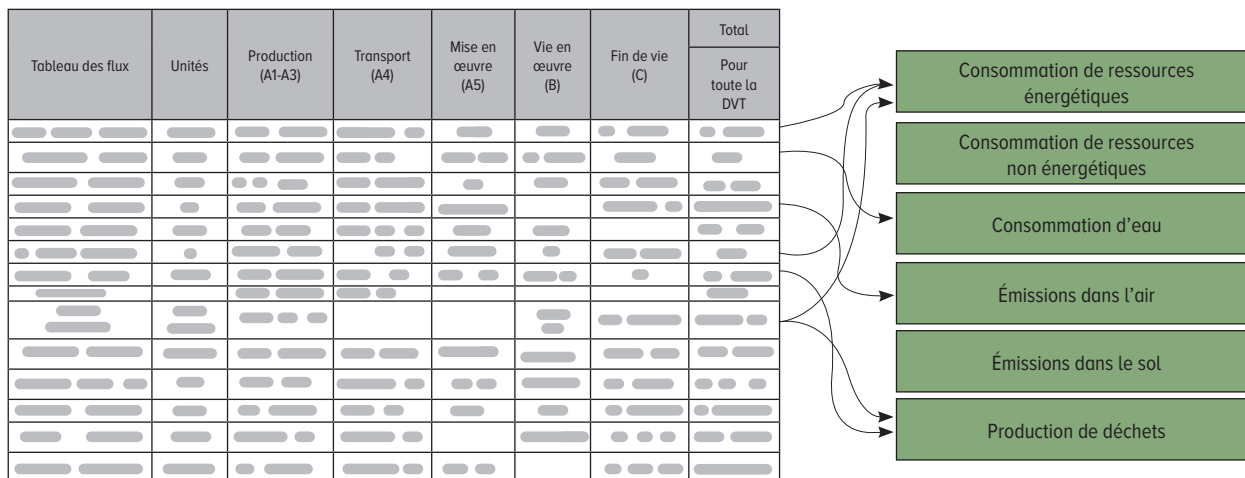 Tableau des flux
Unités
Production
(A1-A3)
Transport
(A4)
Mise en
œuvre
(A5)
Vie en
œuvre
(B)
Fin de vie
(C)
Total
Pour
toute la
DVT
Consommation de ressources
énergétiques
Consommation de ressources
non énergétiques
Consommation d’eau
Émissions dans l’air
Émissions dans le sol
Production de déchets